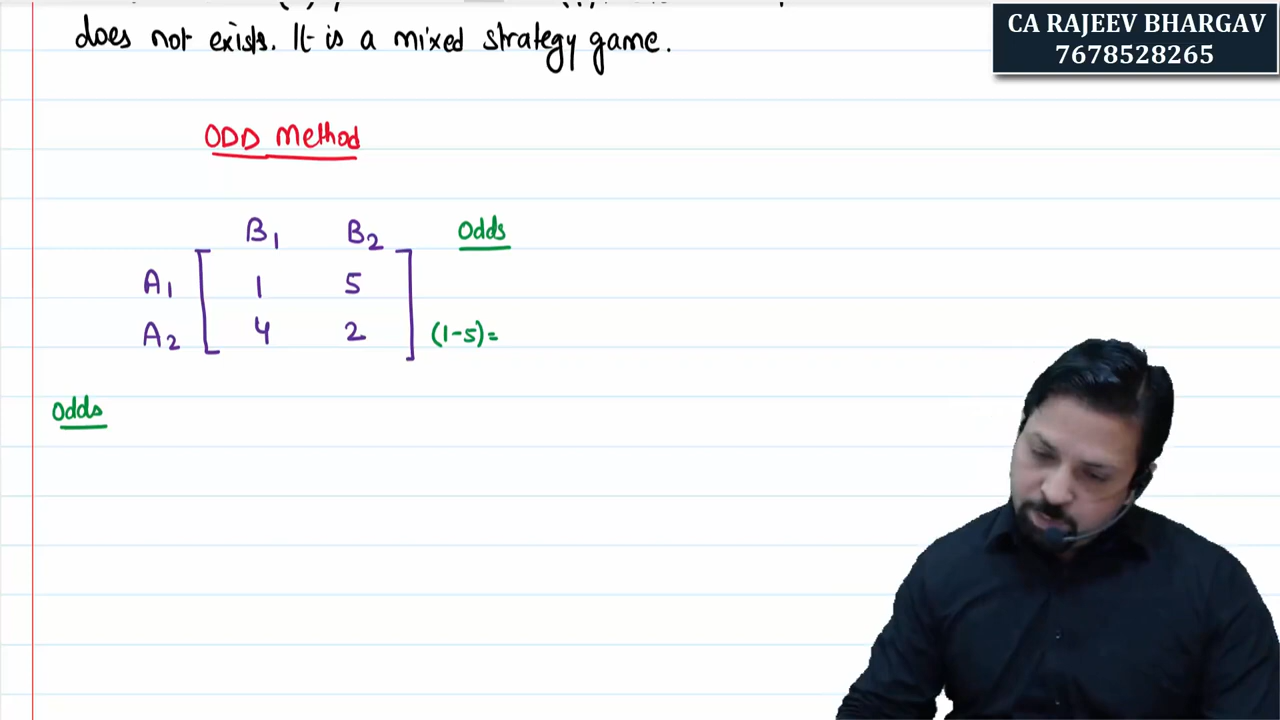 does not exists. It is a mixed strategy game.
CA RAJEEV BHARGAV
7678528265
ODD Method
B1 B2 Odds
A1 1 5
A2 4 2 (1-5)=
Odds